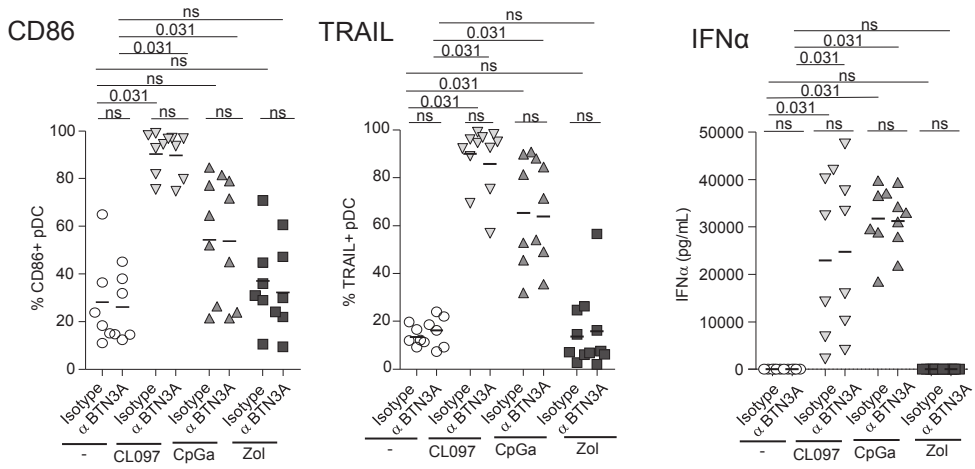 CD86
ns
0.031
0.031
ns
ns
0.031
ns
ns
ns
ns
100
80
60
40
20
0
% CD86+ pDC
Isotype
α BTN3A
Isotype
α BTN3A
Isotype
α BTN3A
Isotype
α BTN3A
-
CL097
CpGa
Zol
TRAIL
ns
0.031
0.031
ns
0.031
0.031
ns
ns
ns
ns
100
80
60
40
20
0
% TRAIL+ pDC
Isotype
α BTN3A
Isotype
α BTN3A
Isotype
α BTN3A
Isotype
α BTN3A
-
CL097
CpGa
Zol
IFNα
ns
0.031
0.031
ns
0.031
0.031
ns
ns
ns
ns
50000
40000
30000
20000
10000
0
IFNα (pg/mL)
Isotype
α BTN3A
Isotype
α BTN3A
Isotype
α BTN3A
Isotype
α BTN3A
-
CL097
CpGa
Zol